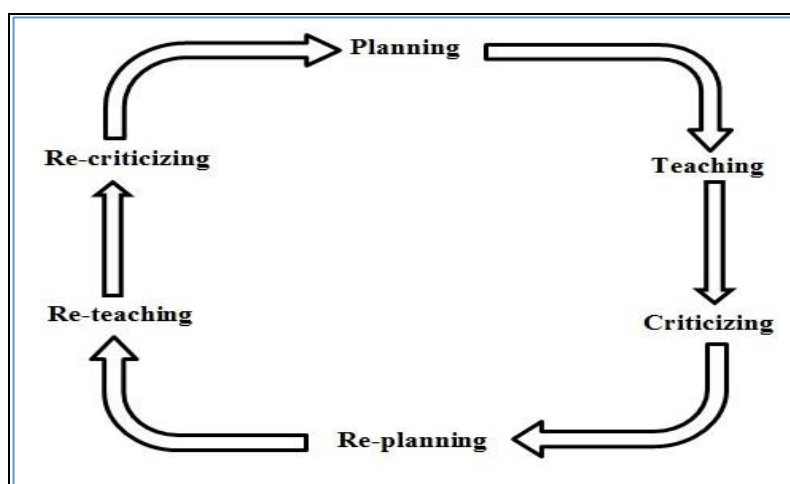 Planning
Teaching
Criticizing
Re-planning
Re-teaching
Re-criticizing